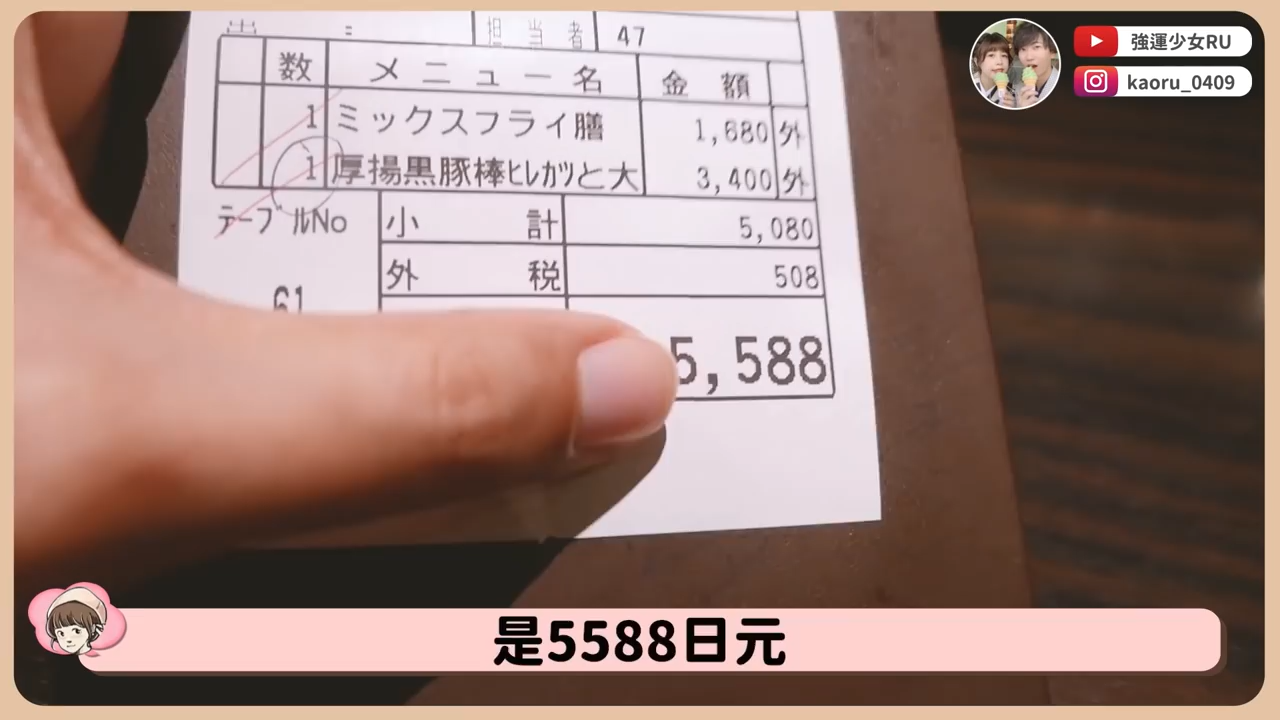 担当者 47
強運少女RU
kaoru_0409
数 メニュー名 金額
1 ミックスフライ膳 1,680 外
1 厚揚黒豚棒ﾋﾚｶﾂと大 3,400 外
ﾃｰﾌﾞﾙNo 小計 5,080
外税 508
61
5,588
是5588日元